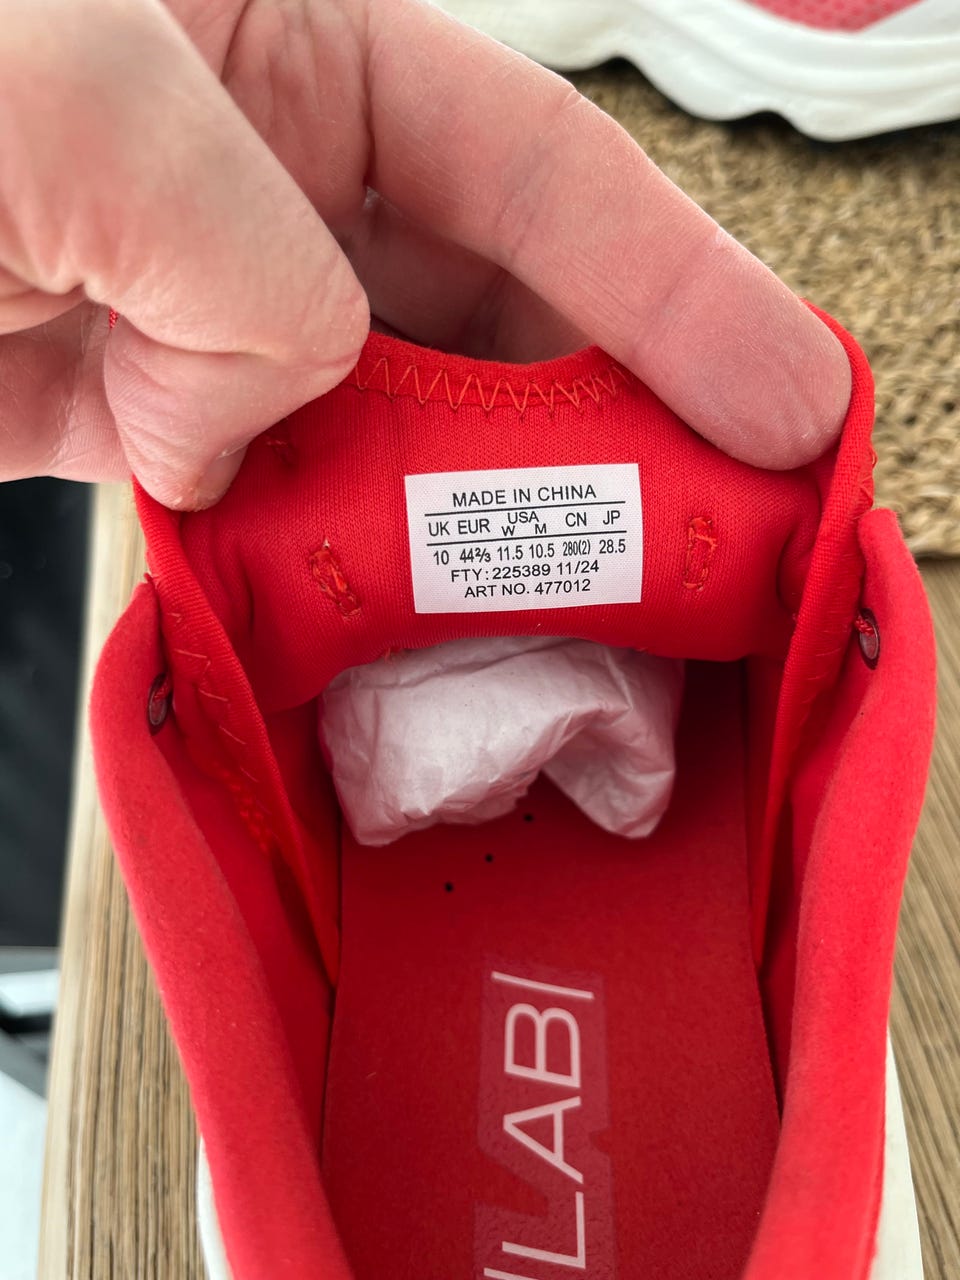 MADE IN CHINA
UK EUR USA W M CN JP
10 44⅔ 11.5 10.5 280(2) 28.5
FTY: 225389 11/24
ART NO. 477012